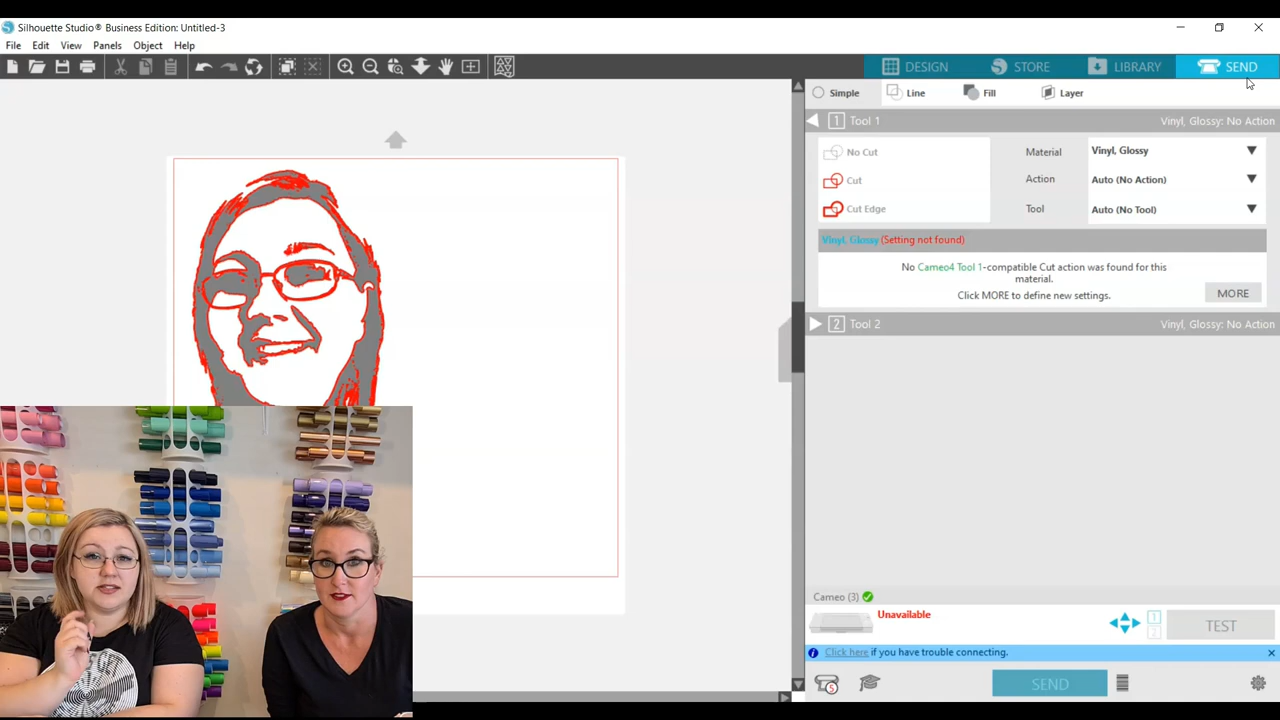 Silhouette Studio® Business Edition: Untitled-3
File Edit View Panels Object Help
DESIGN STORE LIBRARY SEND
Simple Line Fill Layer
1 Tool 1 Vinyl, Glossy: No Action
No Cut Material Vinyl, Glossy
Cut Action Auto (No Action)
Cut Edge Tool Auto (No Tool)
Vinyl, Glossy (Setting not found)
No Cameo4 Tool 1-compatible Cut action was found for this
material.
Click MORE to define new settings.
MORE
2 Tool 2 Vinyl, Glossy: No Action
Cameo (3)
Unavailable
1
2
TEST
Click here if you have trouble connecting.
SEND